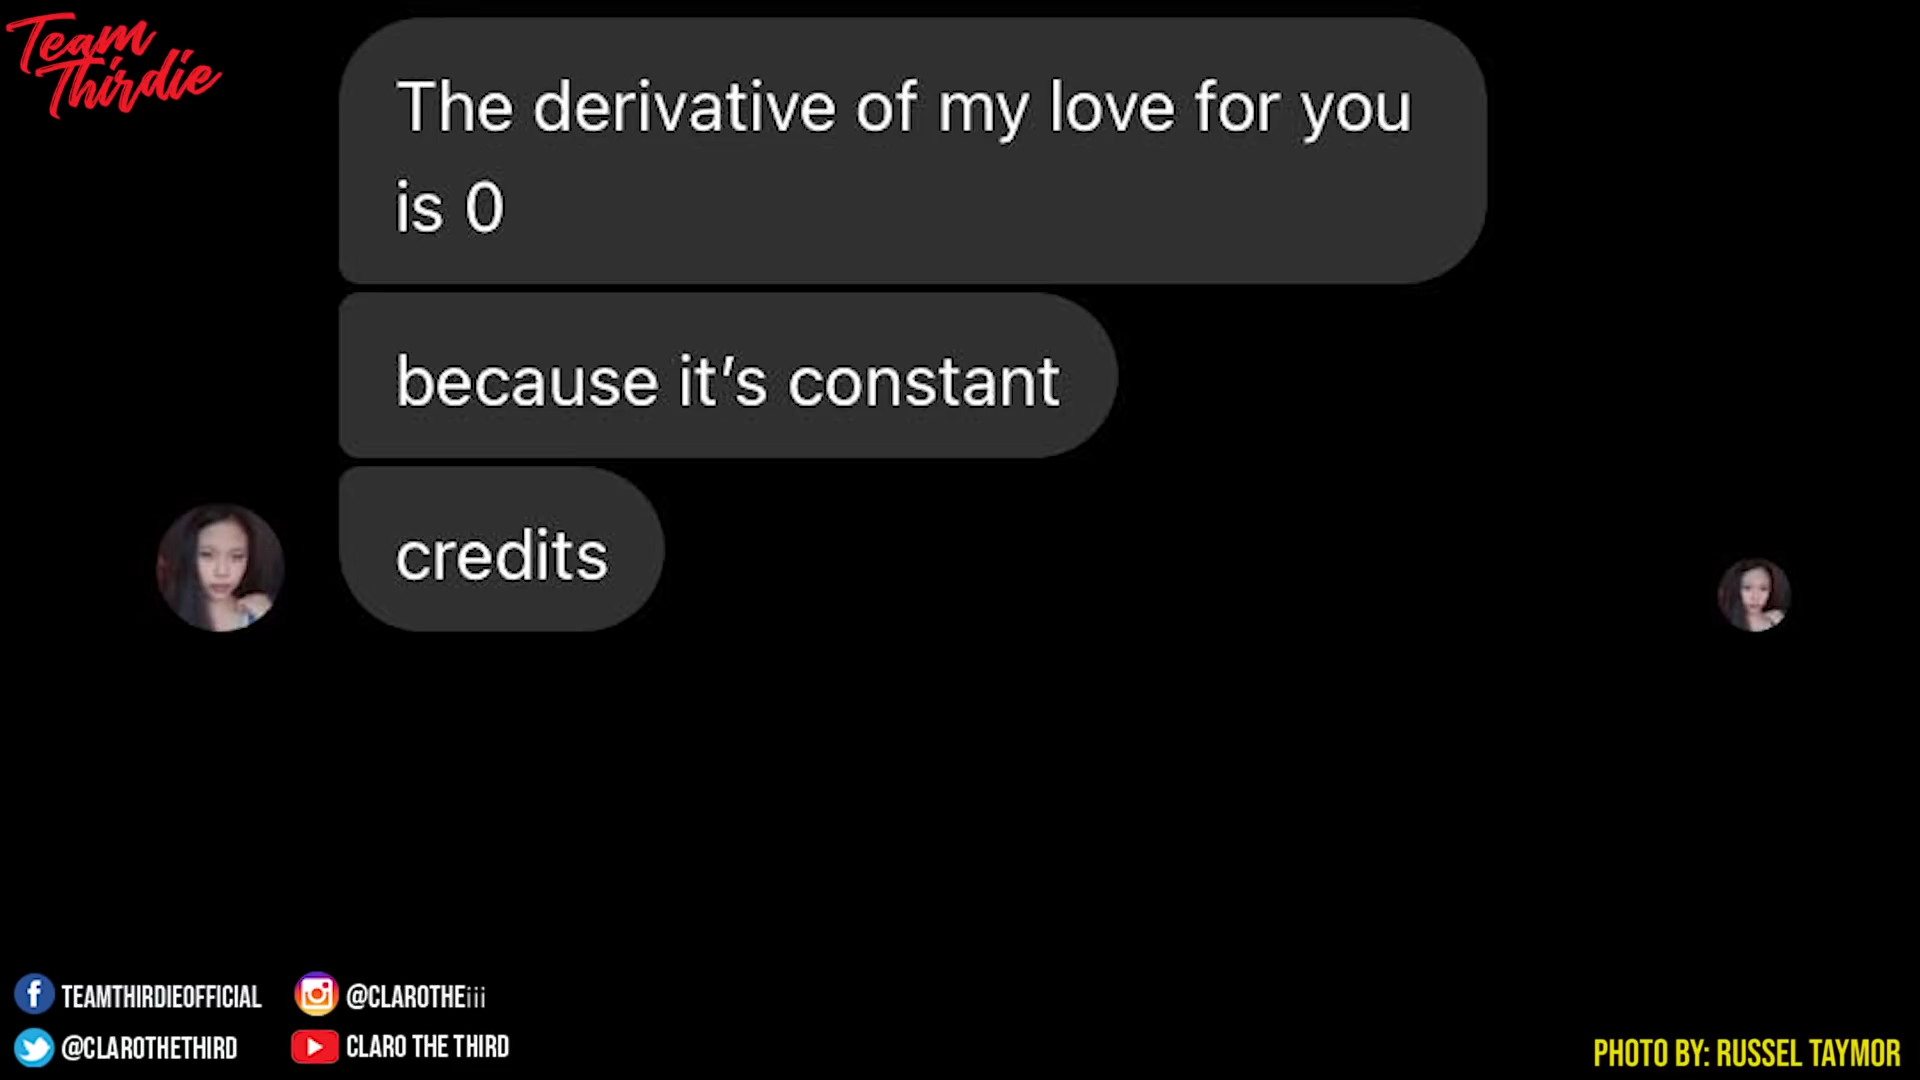 Team
Thirdie
The derivative of my love for you
is 0
because it's constant
credits
TEAMTHIRDIEOFFICIAL
@CLAROTHEiii
@CLAROTHETHIRD
CLARO THE THIRD
PHOTO BY: RUSSEL TAYMOR